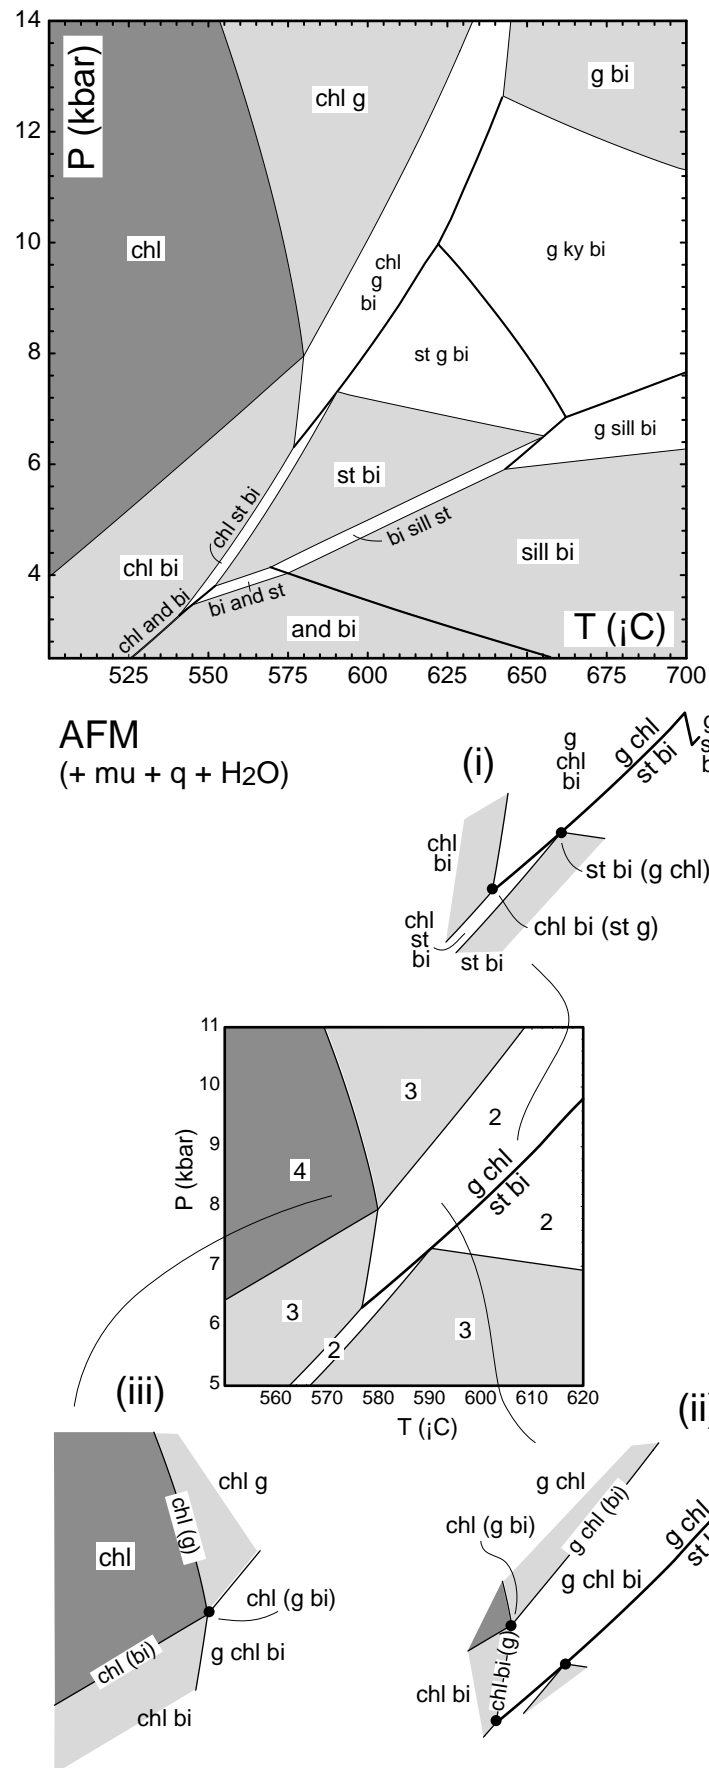 14
12
10
8
6
4
P (kbar)
chl g
g bi
chl
chl
g
bi
g ky bi
st g bi
g sill bi
st bi
chl st bi
bi sill st
chl bi
sill bi
chl and bi
bi and st
and bi
T (¡C)
525
550
575
600
625
650
675
700
AFM
(+ mu + q + H2O)
(i)
g
chl
bi
g chl
st bi
g
s
b
chl
bi
st bi (g chl)
chl bi (st g)
chl
st
bi
st bi
11
10
9
8
7
6
5
P (kbar)
3
4
2
g chl
st bi
2
3
2
3
560
570
580
590
600
610
620
T (¡C)
(iii)
(ii)
chl g
chl (g)
chl
chl (g bi)
g chl bi
chl (bi)
chl bi
g chl
g chl (bi)
chl (g bi)
g chl
st
g chl bi
chl bi
chl-bi-(g)